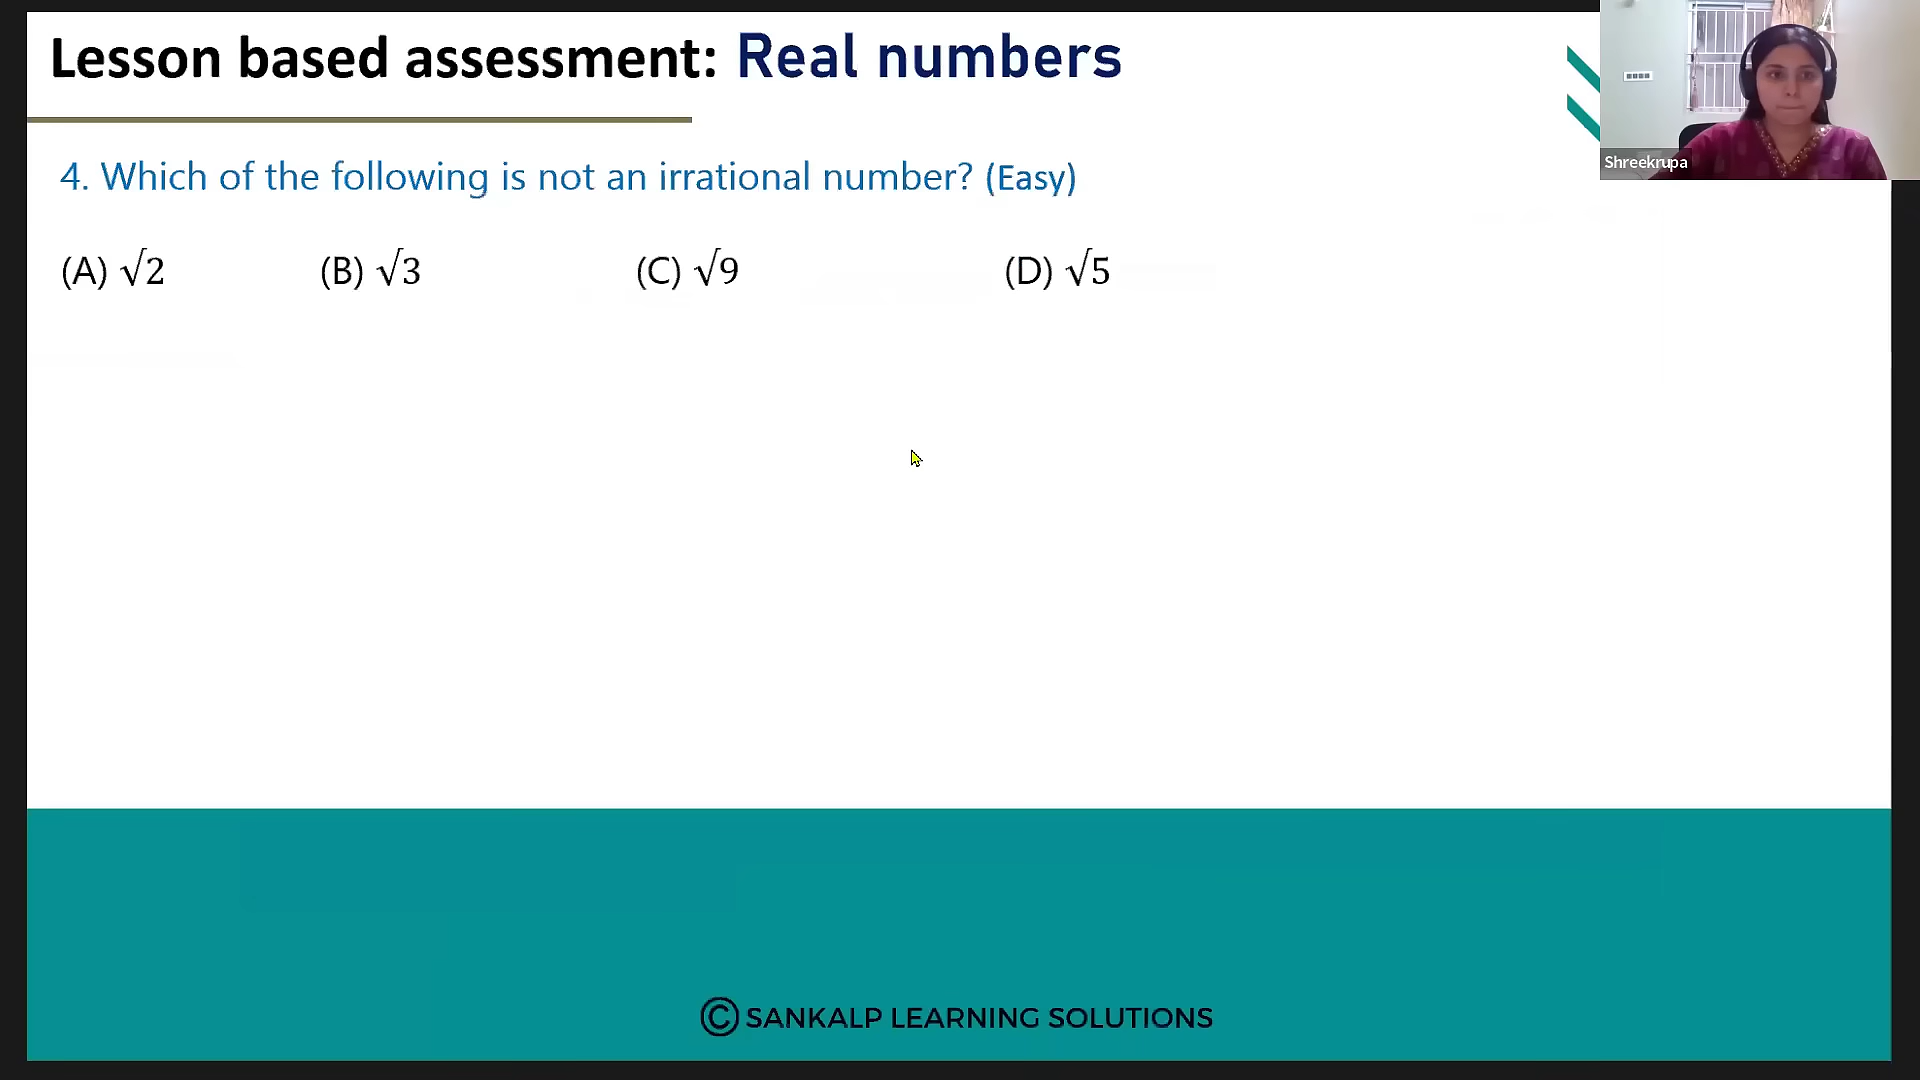 Lesson based assessment: Real numbers
Shreekrupa
4. Which of the following is not an irrational number? (Easy)
(A) √2 (B) √3 (C) √9 (D) √5
© SANKALP LEARNING SOLUTIONS